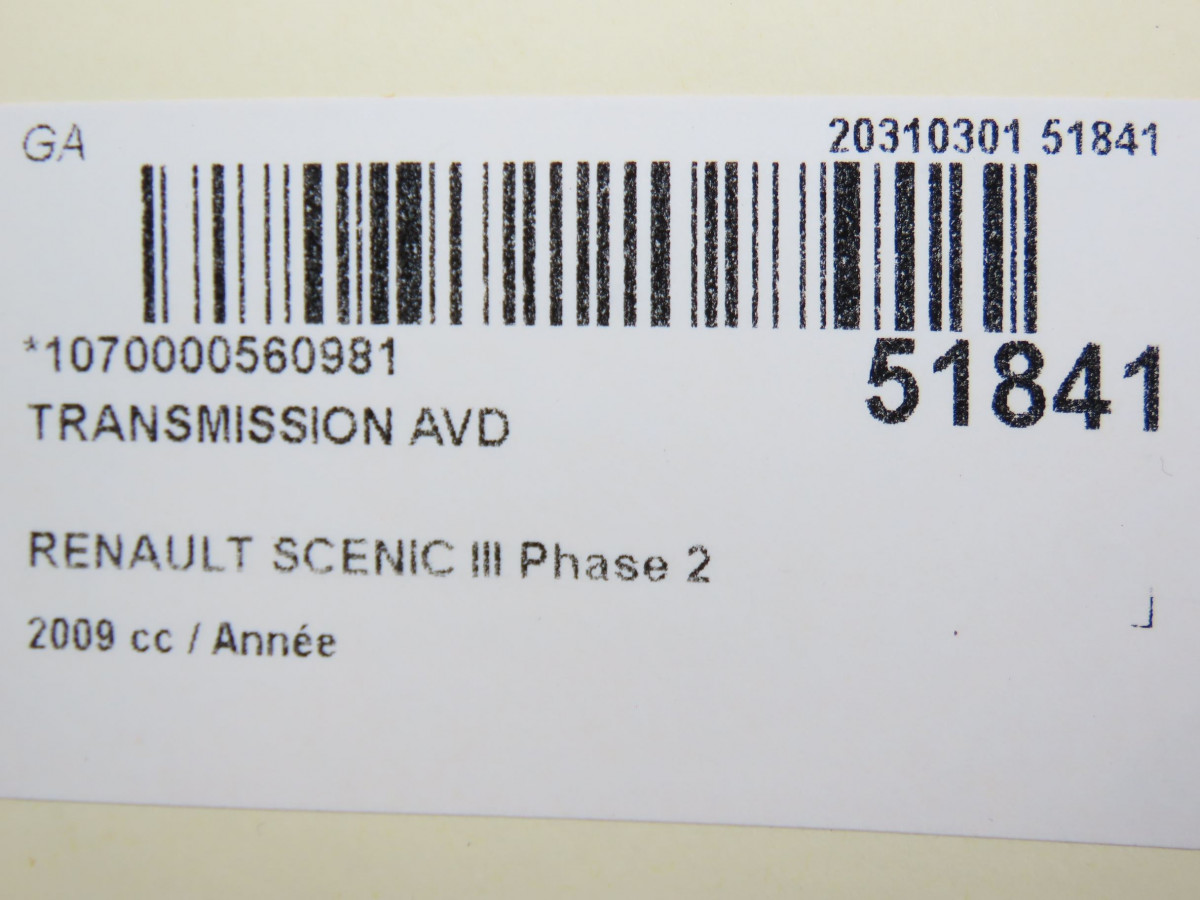 GA
20310301 51841
*1070000560981
51841
TRANSMISSION AVD
RENAULT SCENIC III Phase 2
2009 cc / Année